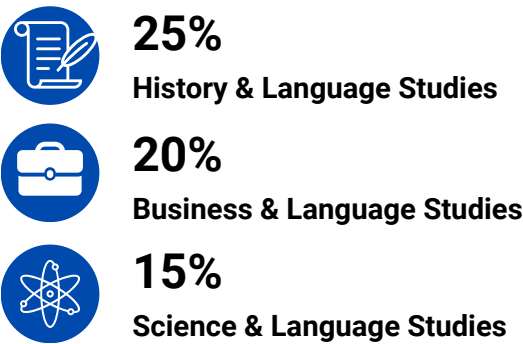 25%
History & Language Studies
20%
Business & Language Studies
15%
Science & Language Studies